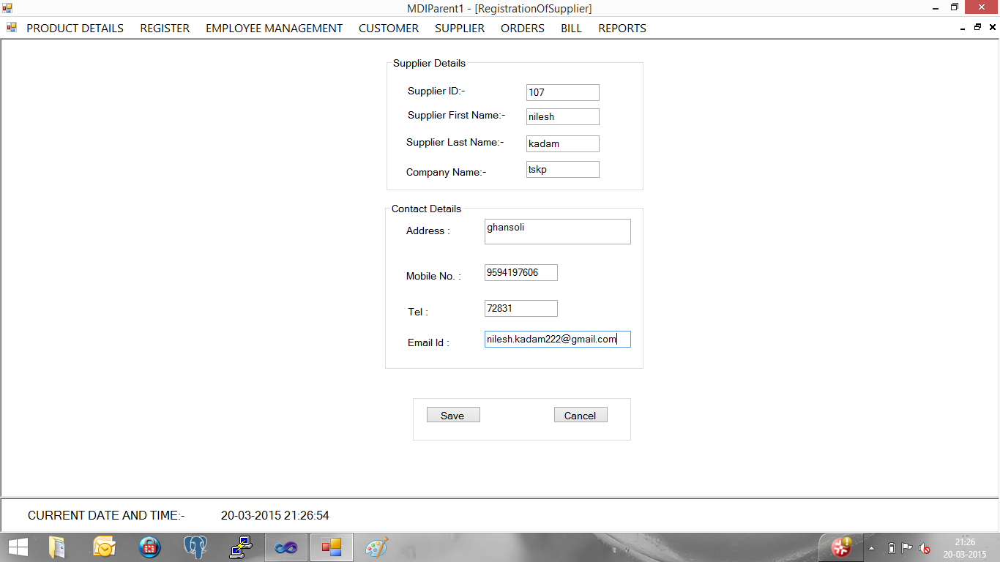 MDIParent1 - [RegistrationOfSupplier]
PRODUCT DETAILS REGISTER EMPLOYEE MANAGEMENT CUSTOMER SUPPLIER ORDERS BILL REPORTS
Supplier Details
Supplier ID:- 107
Supplier First Name:- nilesh
Supplier Last Name:- kadam
Company Name:- tskp
Contact Details
Address : ghansoli
Mobile No. : 9594197606
Tel : 72831
Email Id : nilesh.kadam222@gmail.com
Save Cancel
CURRENT DATE AND TIME:- 20-03-2015 21:26:54
21:26
20-03-2015